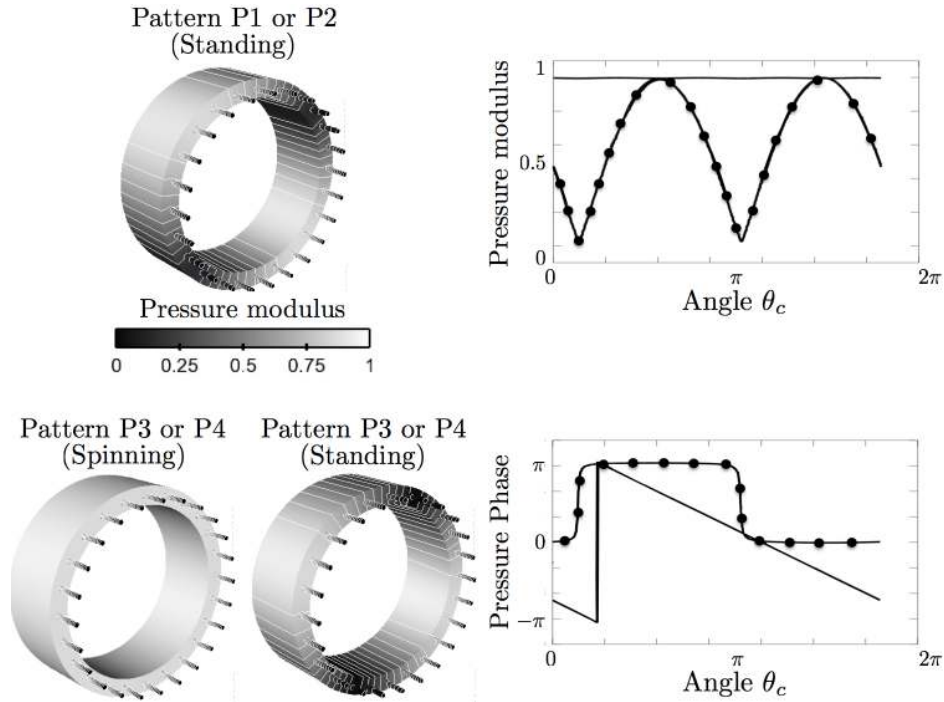 Pattern P1 or P2
(Standing)
Pressure modulus
0 0.25 0.5 0.75 1
Pressure modulus
1
0.5
0
0 π 2π
Angle θc
Pattern P3 or P4
(Spinning)
Pattern P3 or P4
(Standing)
Pressure Phase
π
0
−π
0 π 2π
Angle θc